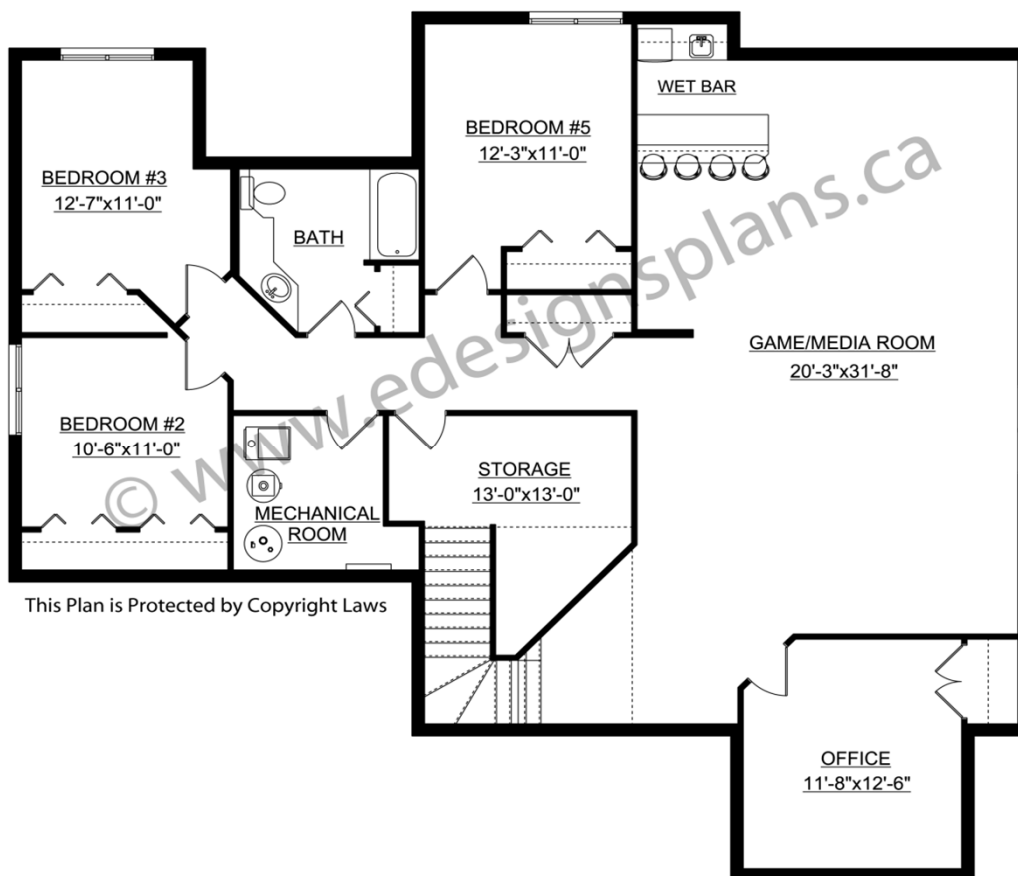 WET BAR
BEDROOM #5
12'-3"x11'-0"
BEDROOM #3
12'-7"x11'-0"
BATH
GAME/MEDIA ROOM
20'-3"x31'-8"
BEDROOM #2
10'-6"x11'-0"
STORAGE
13'-0"x13'-0"
MECHANICAL
ROOM
This Plan is Protected by Copyright Laws
OFFICE
11'-8"x12'-6"
© www.edesignsplans.ca